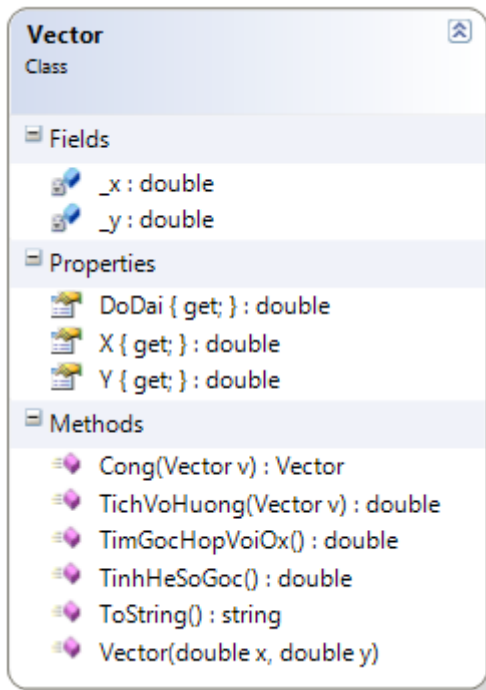 Vector
Class
Fields
_x : double
_y : double
Properties
DoDai { get; } : double
X { get; } : double
Y { get; } : double
Methods
Cong(Vector v) : Vector
TichVoHuong(Vector v) : double
TimGocHopVoiOx() : double
TinhHeSoGoc() : double
ToString() : string
Vector(double x, double y)